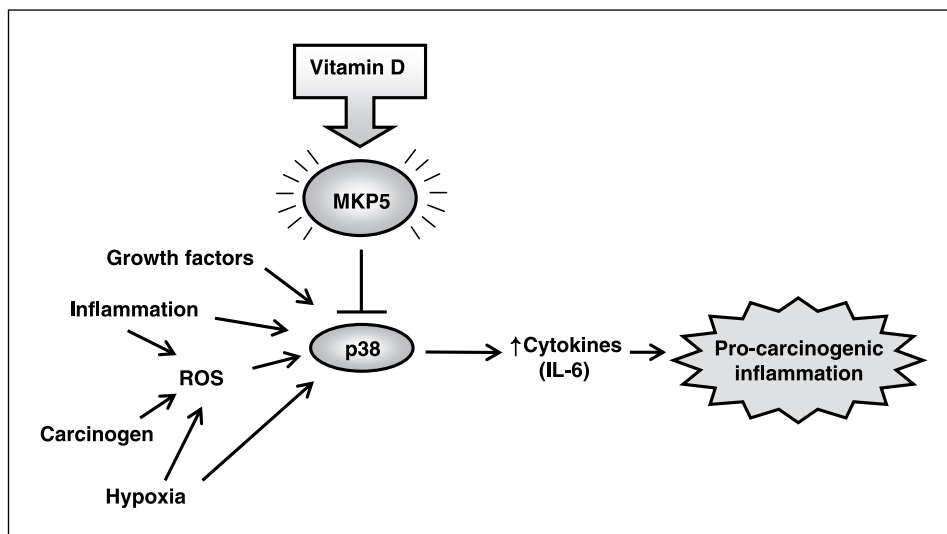 Vitamin D
MKP5
Growth factors
Inflammation
p38
↑Cytokines
(IL-6)
Pro-carcinogenic
inflammation
ROS
Carcinogen
Hypoxia